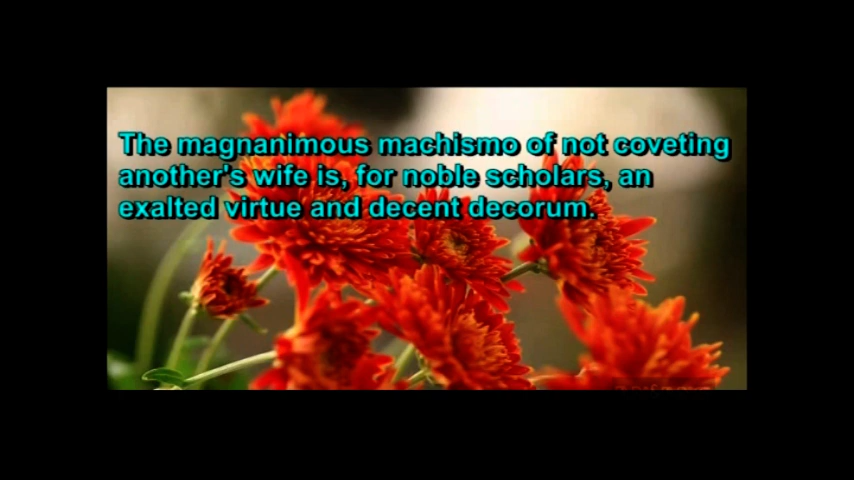 The magnanimous machismo of not coveting
another's wife is, for noble scholars, an
exalted virtue and decent decorum.